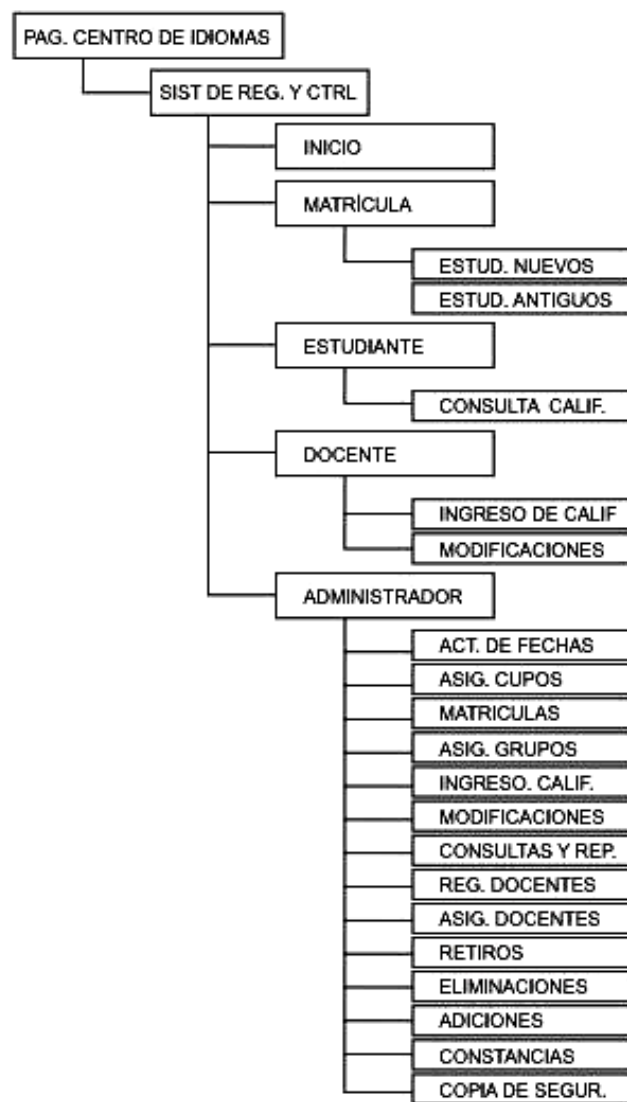 PAG. CENTRO DE IDIOMAS
SIST DE REG. Y CTRL
INICIO
MATRÍCULA
ESTUD. NUEVOS
ESTUD. ANTIGUOS
ESTUDIANTE
CONSULTA CALIF.
DOCENTE
INGRESO DE CALIF
MODIFICACIONES
ADMINISTRADOR
ACT. DE FECHAS
ASIG. CUPOS
MATRICULAS
ASIG. GRUPOS
INGRESO. CALIF.
MODIFICACIONES
CONSULTAS Y REP.
REG. DOCENTES
ASIG. DOCENTES
RETIROS
ELIMINACIONES
ADICIONES
CONSTANCIAS
COPIA DE SEGUR.